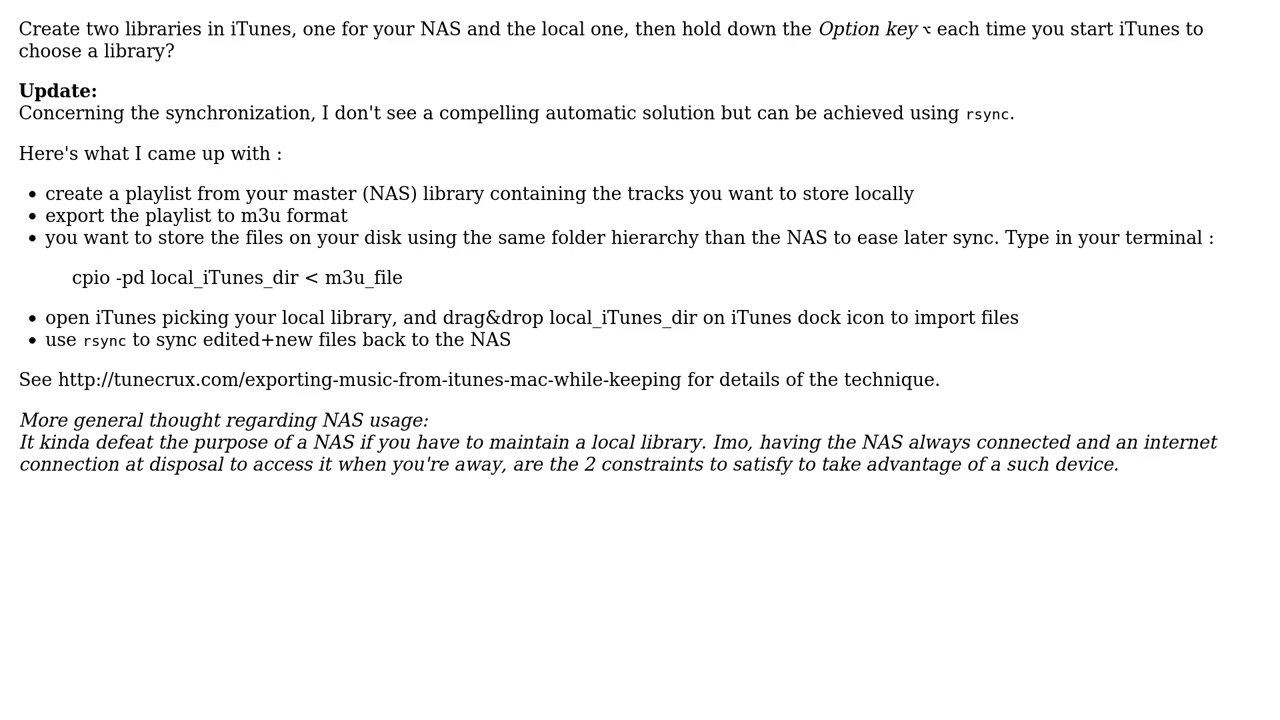 Create two libraries in iTunes, one for your NAS and the local one, then hold down the Option key ⌥ each time you start iTunes to
choose a library?
Update:
Concerning the synchronization, I don't see a compelling automatic solution but can be achieved using rsync.
Here's what I came up with :
• create a playlist from your master (NAS) library containing the tracks you want to store locally
• export the playlist to m3u format
• you want to store the files on your disk using the same folder hierarchy than the NAS to ease later sync. Type in your terminal :
cpio -pd local_iTunes_dir < m3u_file
• open iTunes picking your local library, and drag&drop local_iTunes_dir on iTunes dock icon to import files
• use rsync to sync edited+new files back to the NAS
See http://tunecrux.com/exporting-music-from-itunes-mac-while-keeping for details of the technique.
More general thought regarding NAS usage:
It kinda defeat the purpose of a NAS if you have to maintain a local library. Imo, having the NAS always connected and an internet
connection at disposal to access it when you're away, are the 2 constraints to satisfy to take advantage of a such device.